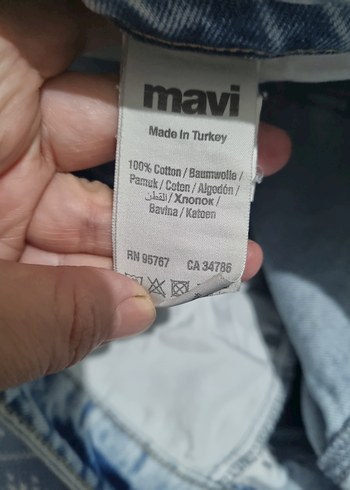 mavi
Made in Turkey
100% Cotton / Baumwolle /
Pamuk / Coton / Algodón /
القطن / Хлопок /
Bavlna / Katoen
RN 95767 CA 34786